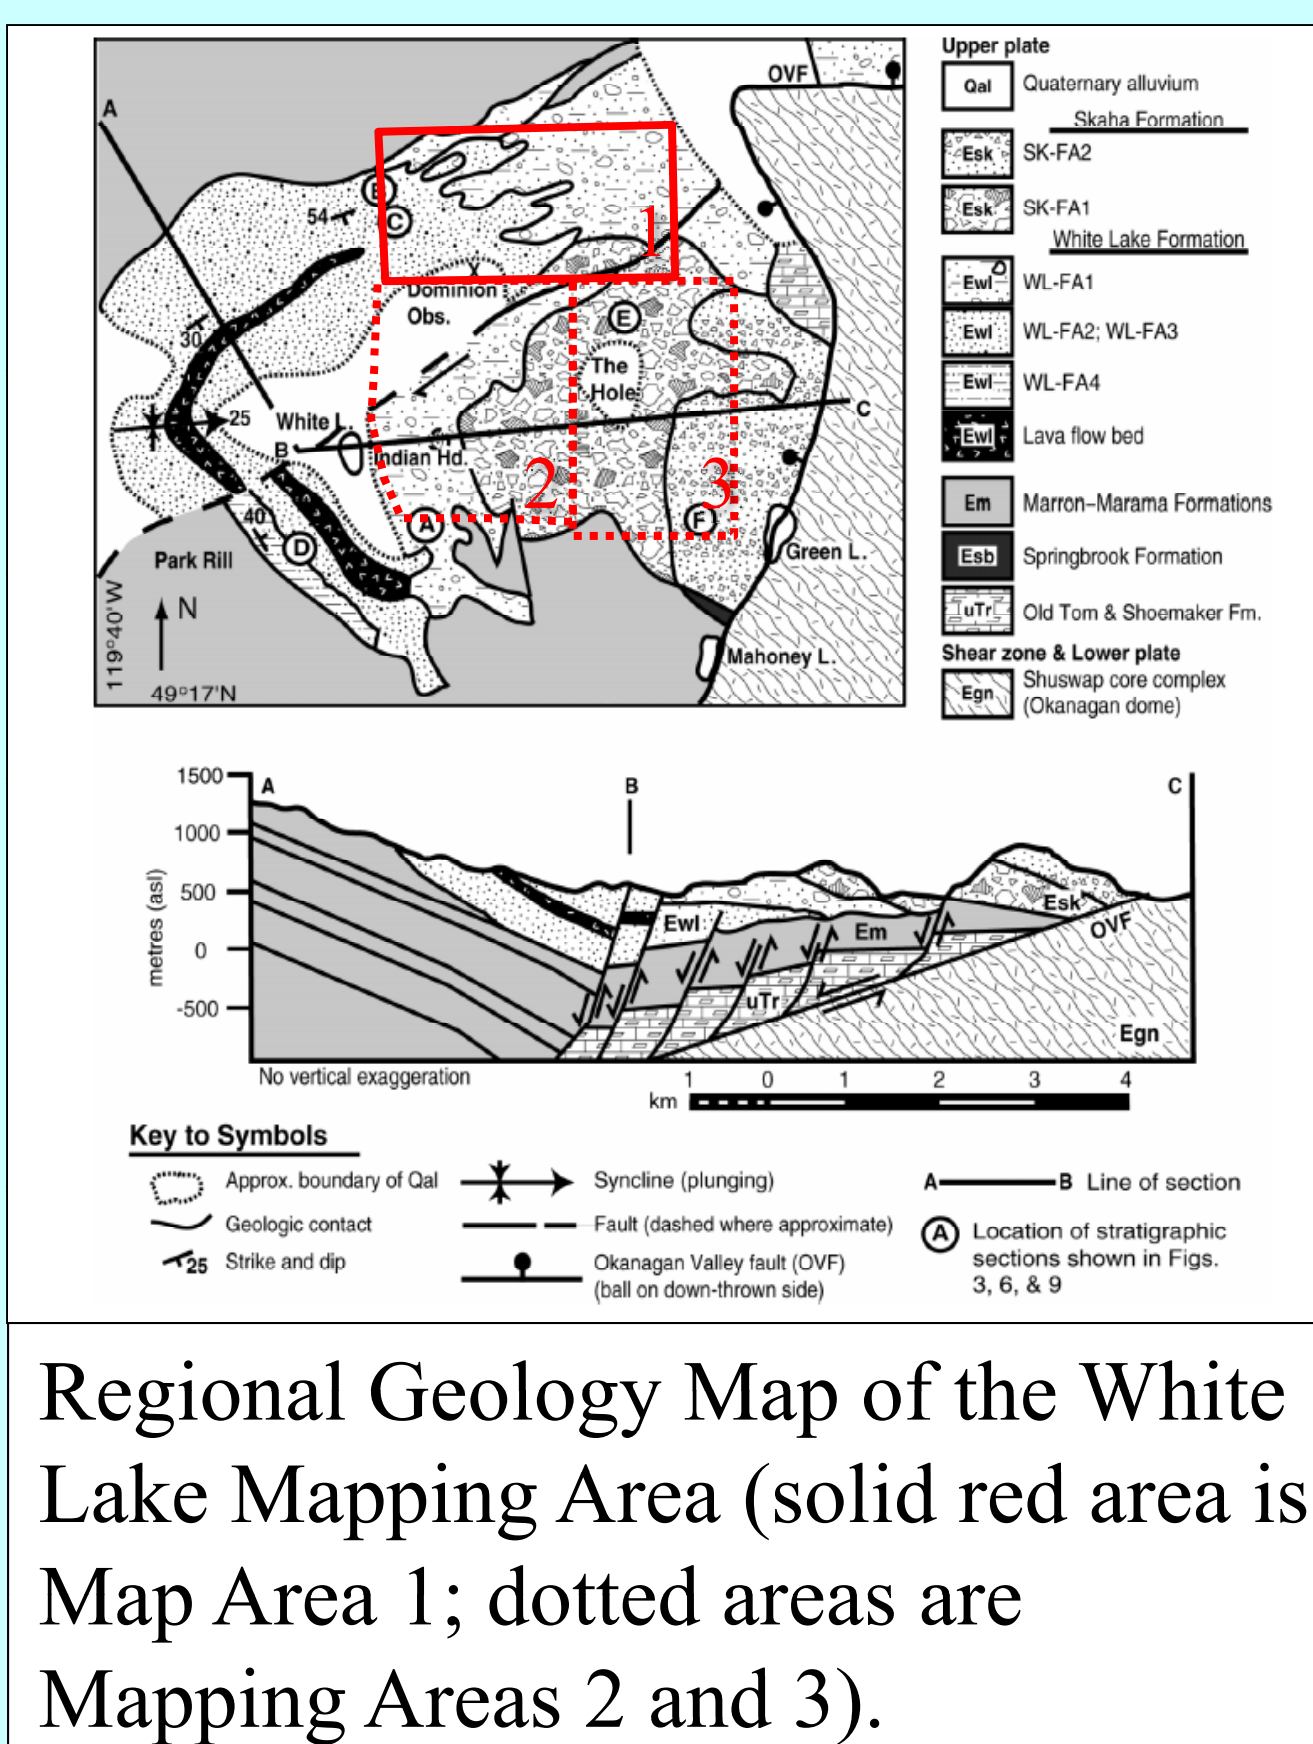 A
OVF
B
C
54
1
30
Dominion
Obs.
E
The
Hole
25
White L
B
C
Indian Hd
2
3
40
A
F
D
Green L.
Park Rill
N
119°40'W
Mahoney L.
49°17'N
Upper plate
Qal Quaternary alluvium
Skaha Formation
Esk SK-FA2
Esk SK-FA1
White Lake Formation
Ewl WL-FA1
Ewl WL-FA2; WL-FA3
Ewl WL-FA4
Ewl Lava flow bed
Em Marron–Marama Formations
Esb Springbrook Formation
uTr Old Tom & Shoemaker Fm.
Shear zone & Lower plate
Egn Shuswap core complex
(Okanagan dome)
1500 A B C
1000
500
0
-500
metres (asl)
Ewl
Em
Esk
OVF
uTr
Egn
No vertical exaggeration
km 1 0 1 2 3 4
Key to Symbols
Approx. boundary of Qal
Geologic contact
25 Strike and dip
Syncline (plunging)
Fault (dashed where approximate)
Okanagan Valley fault (OVF)
(ball on down-thrown side)
A B Line of section
A Location of stratigraphic
sections shown in Figs.
3, 6, & 9
Regional Geology Map of the White
Lake Mapping Area (solid red area is
Map Area 1; dotted areas are
Mapping Areas 2 and 3).